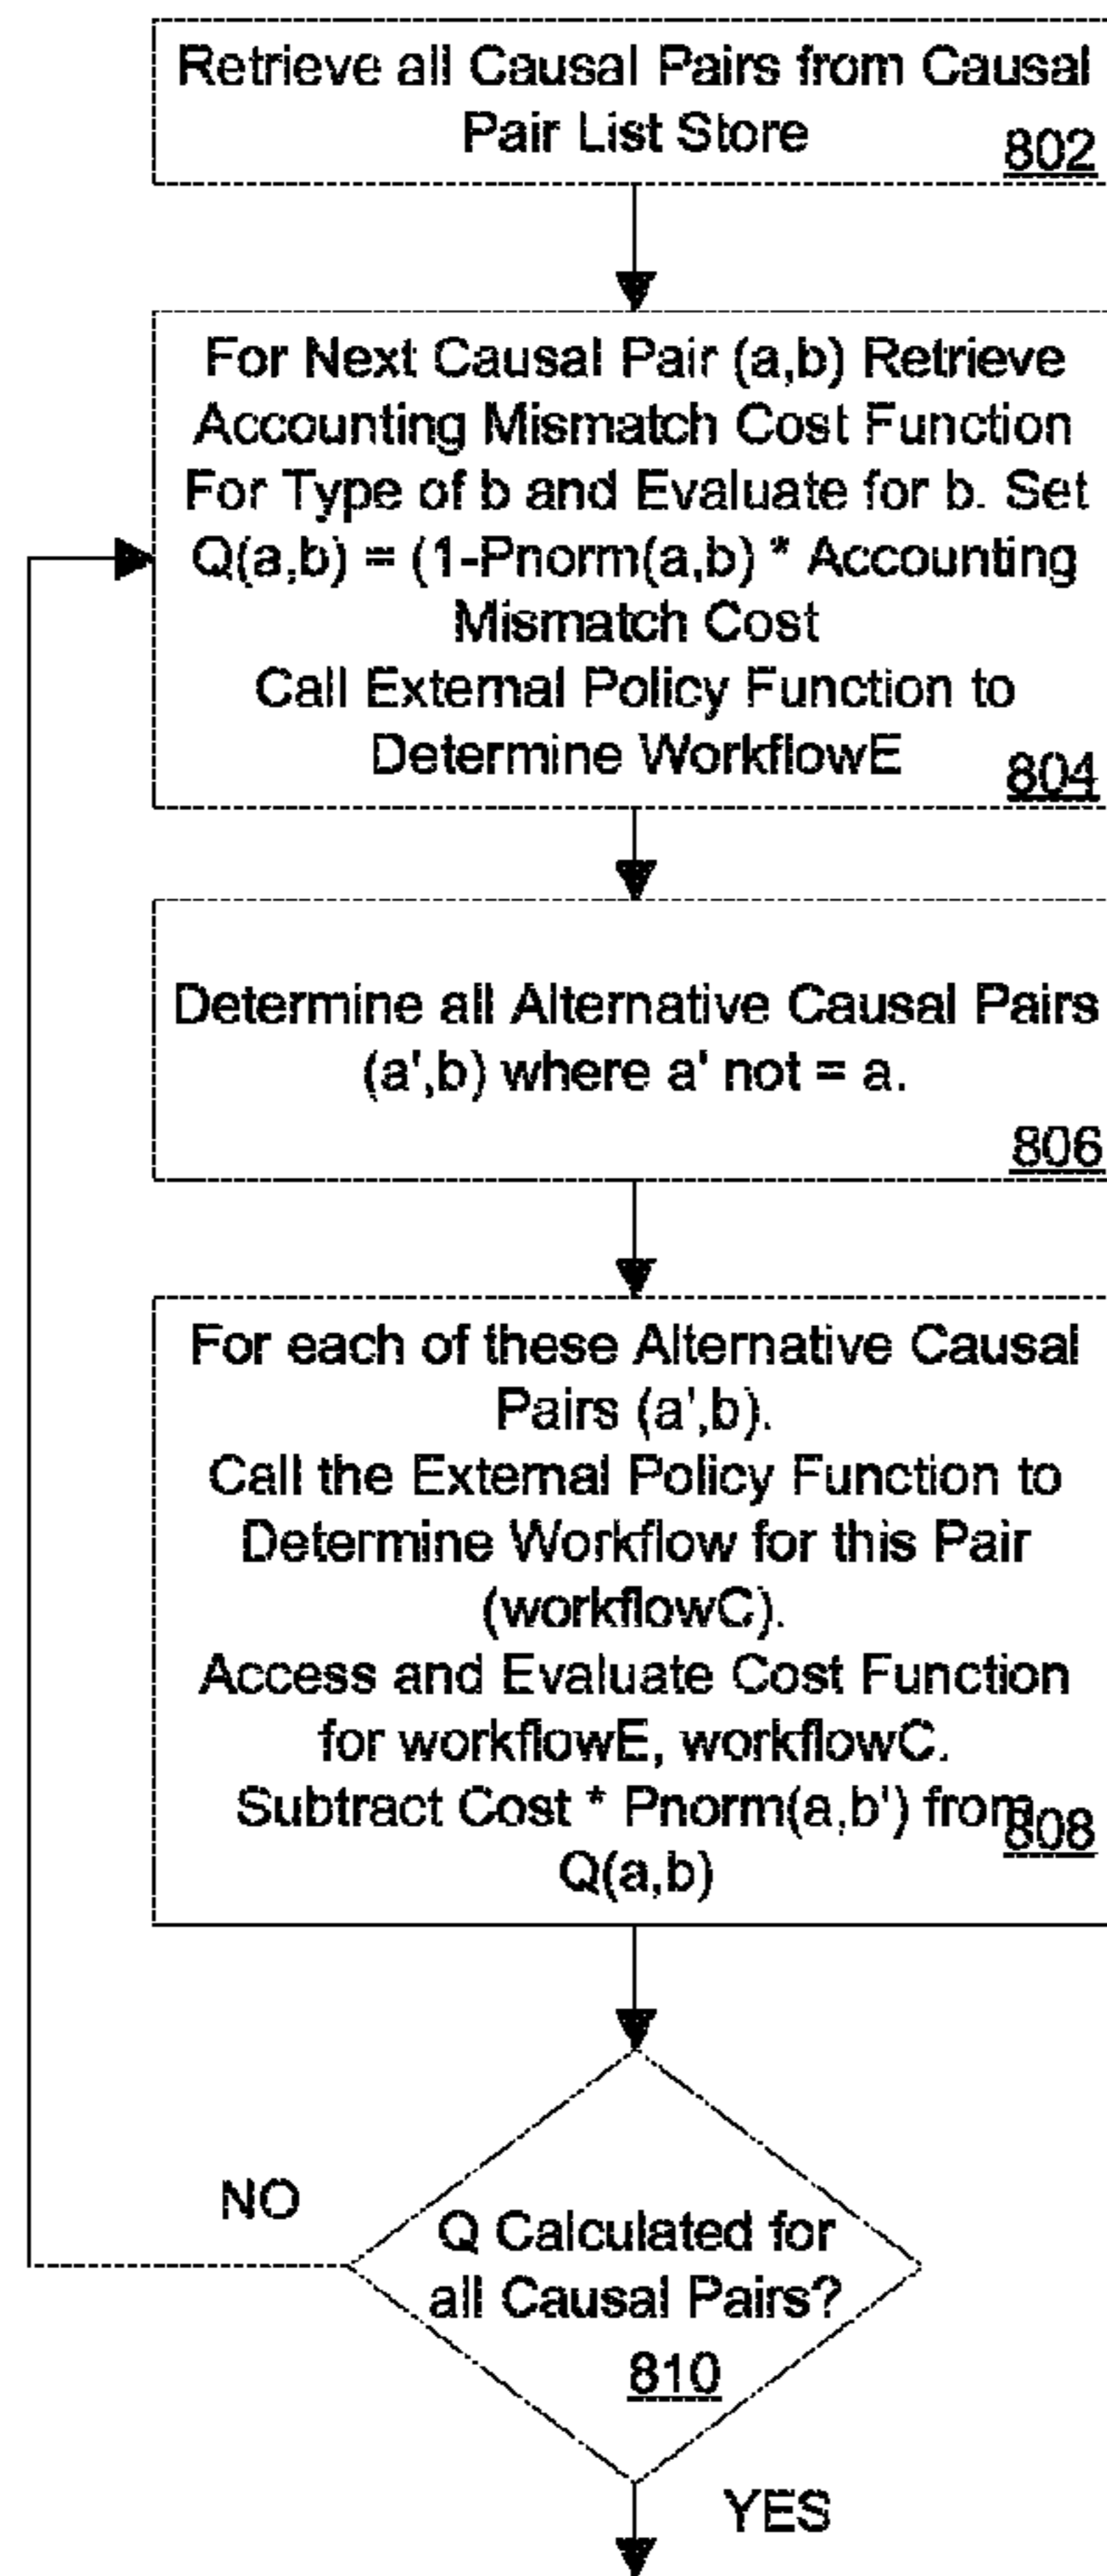 Retrieve all Causal Pairs from Causal
Pair List Store
802
For Next Causal Pair (a,b) Retrieve
Accounting Mismatch Cost Function
For Type of b and Evaluate for b. Set
Q(a,b) = (1-Pnorm(a,b) * Accounting
Mismatch Cost
Call External Policy Function to
Determine WorkflowE
804
Determine all Alternative Causal Pairs
(a',b) where a' not = a.
806
For each of these Alternative Causal
Pairs (a',b).
Call the External Policy Function to
Determine Workflow for this Pair
(workflowC).
Access and Evaluate Cost Function
for workflowE, workflowC.
Subtract Cost * Pnorm(a,b') from
808
Q(a,b)
NO
Q Calculated for
all Causal Pairs?
810
YES